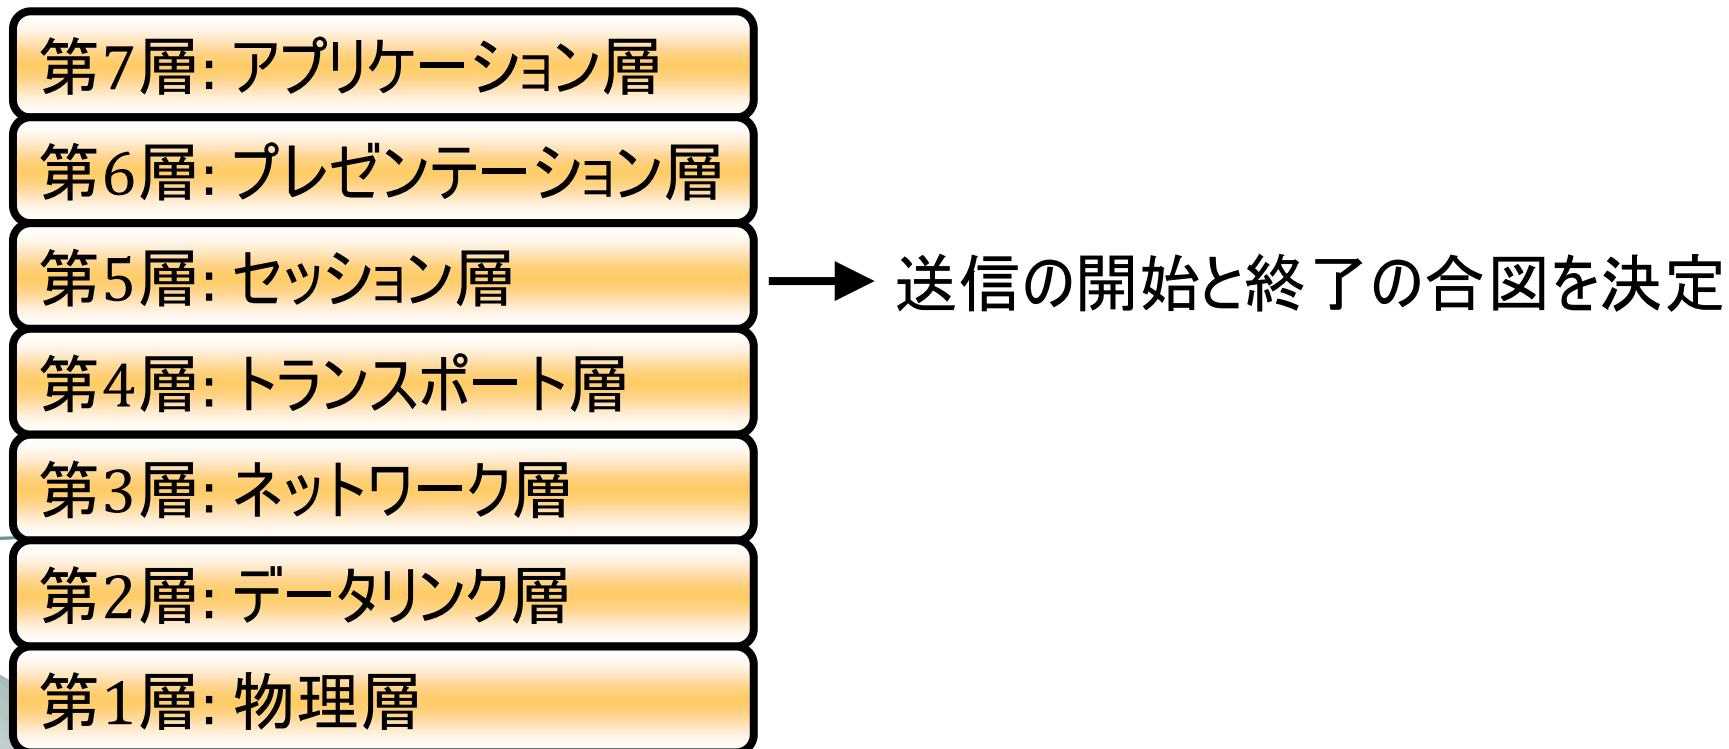 第7層: アプリケーション層
第6層: プレゼンテーション層
第5層: セッション層
送信の開始と終了の合図を決定
第4層: トランスポート層
第3層: ネットワーク層
第2層: データリンク層
第1層: 物理層